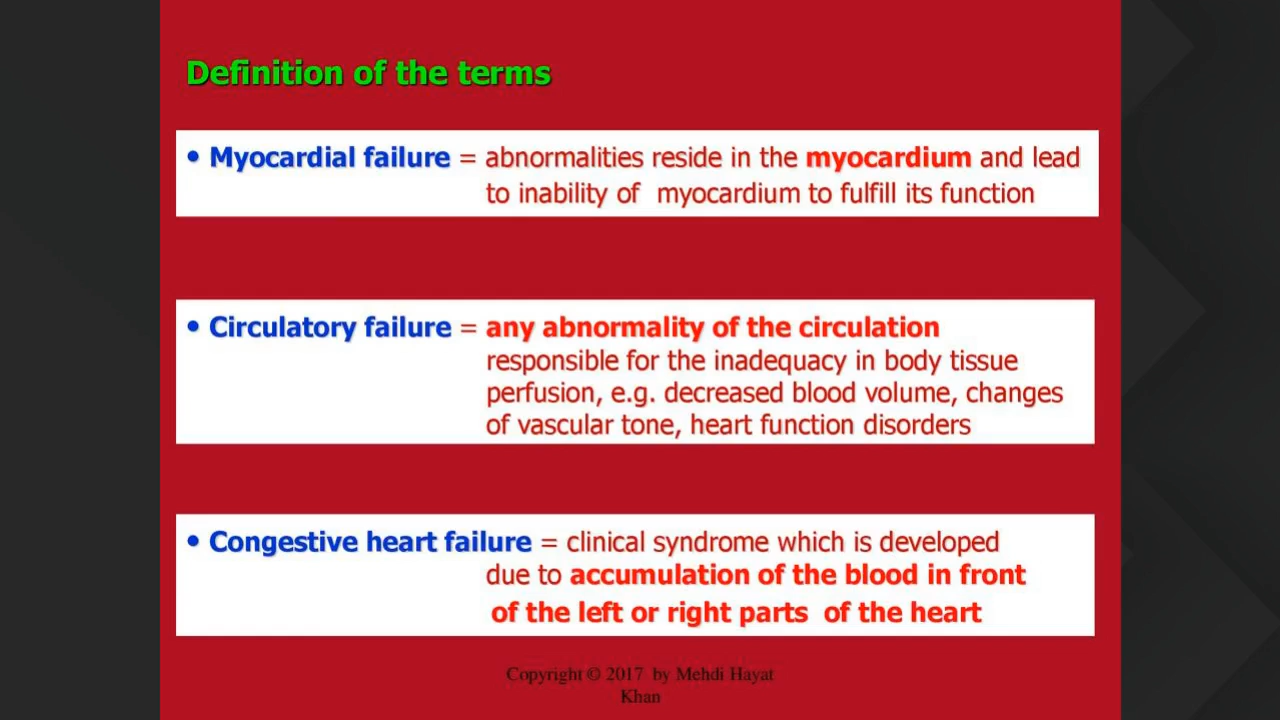 Definition of the terms
• Myocardial failure = abnormalities reside in the myocardium and lead
to inability of myocardium to fulfill its function
• Circulatory failure = any abnormality of the circulation
responsible for the inadequacy in body tissue
perfusion, e.g. decreased blood volume, changes
of vascular tone, heart function disorders
• Congestive heart failure = clinical syndrome which is developed
due to accumulation of the blood in front
of the left or right parts of the heart
Copyright © 2017 by Mehdi Hayat
Khan